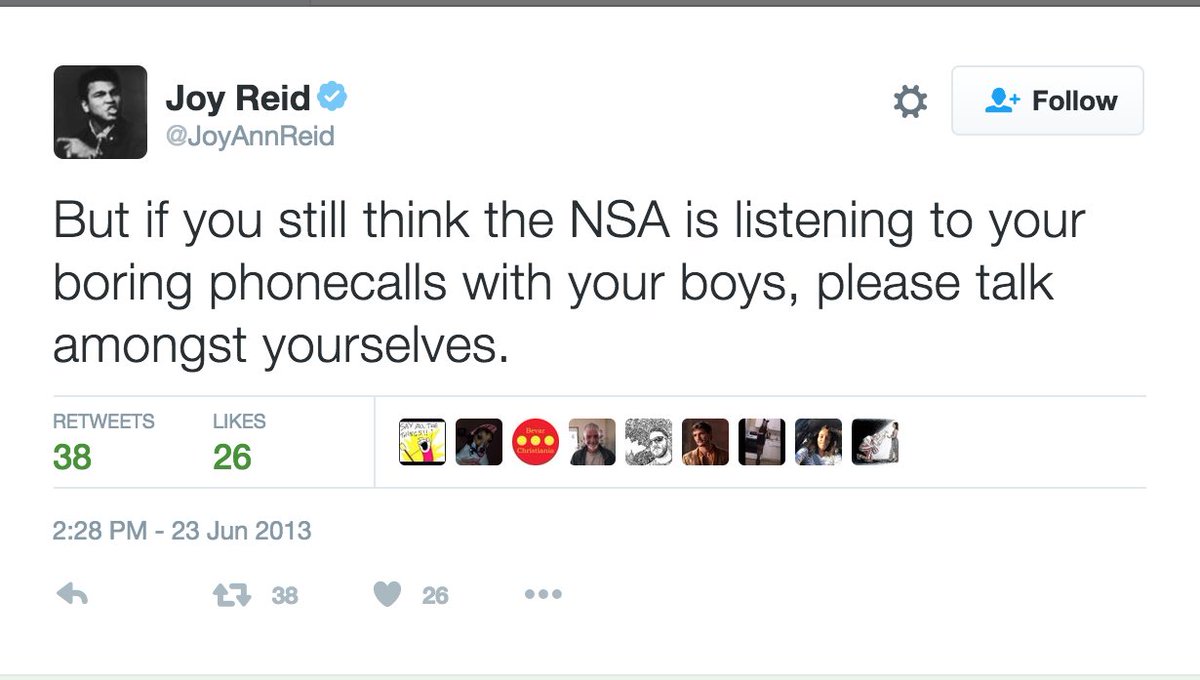 Joy Reid
@JoyAnnReid
Follow
But if you still think the NSA is listening to your
boring phonecalls with your boys, please talk
amongst yourselves.
RETWEETS
38
LIKES
26
SAY ALL THE
THINGS!!
Bevar
Christiania
2:28 PM - 23 Jun 2013
38
26